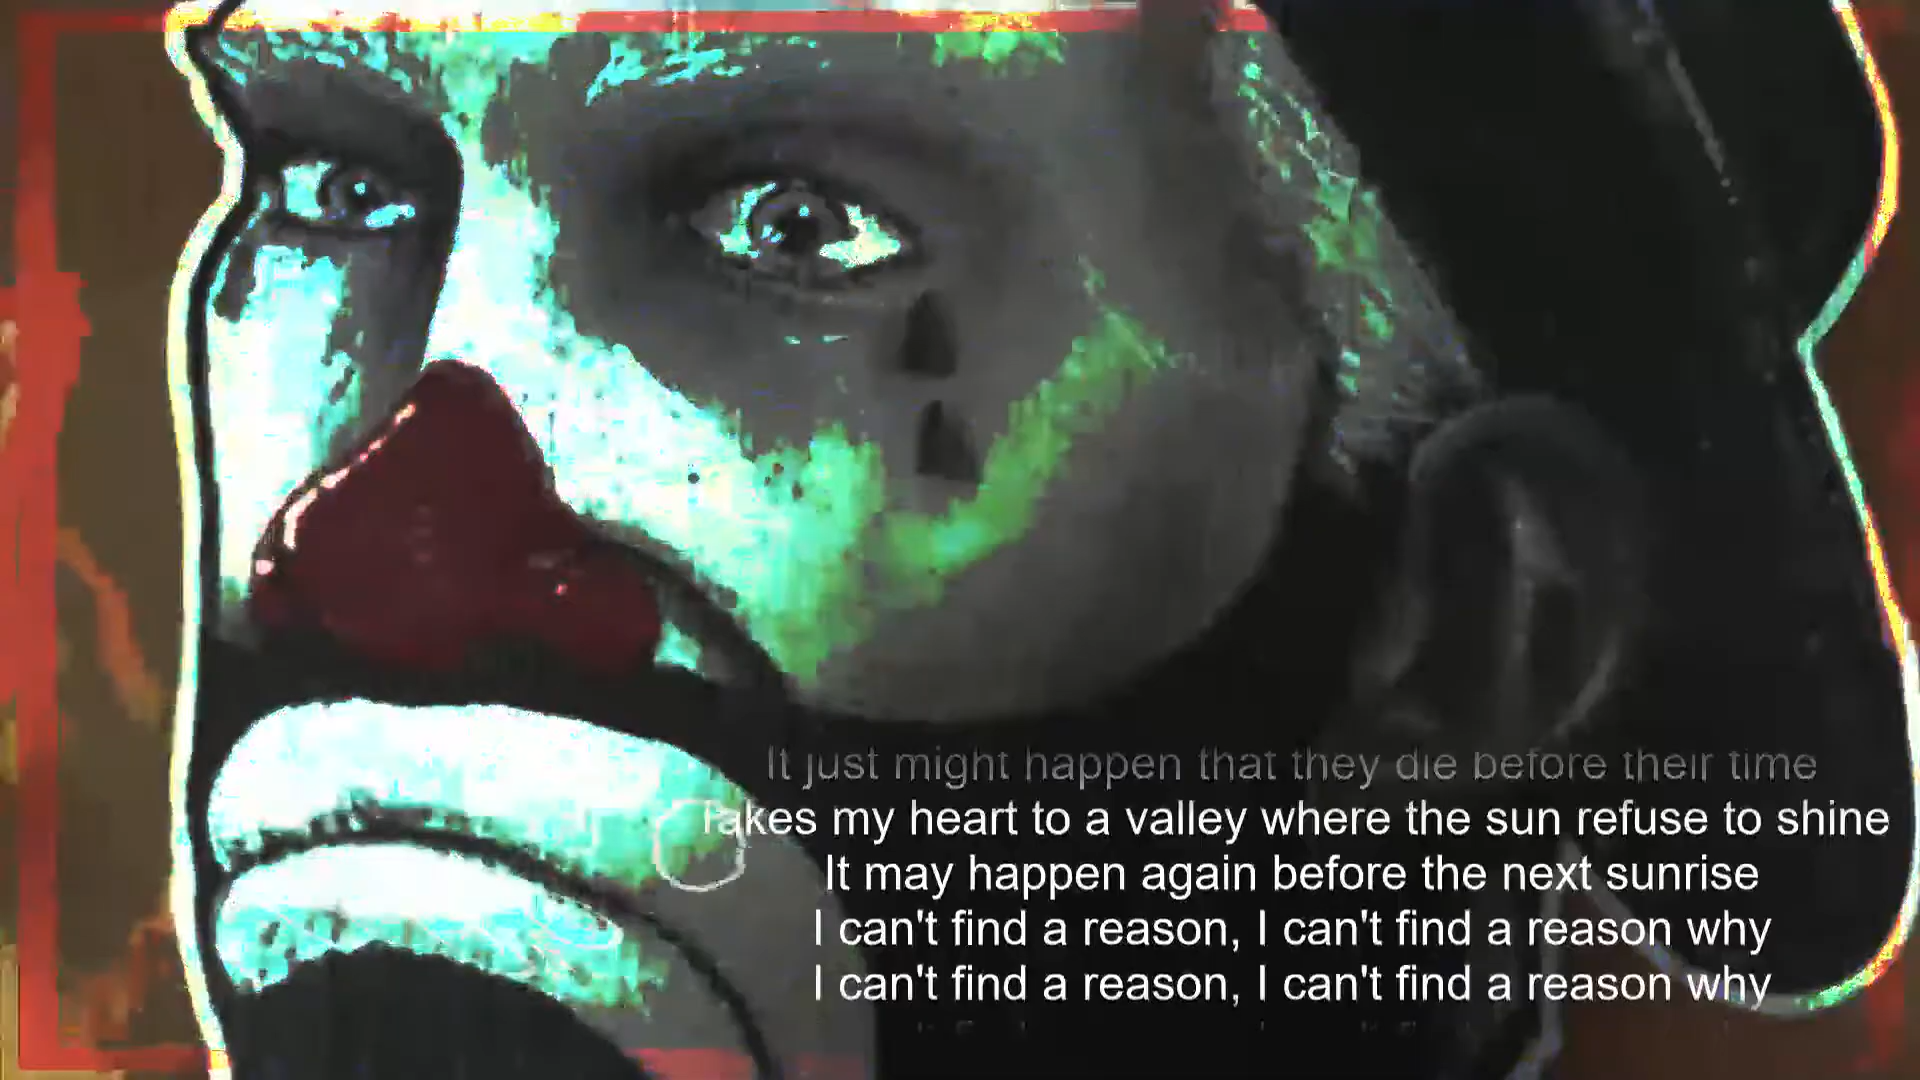 It just might happen that they die before their time
Takes my heart to a valley where the sun refuse to shine
It may happen again before the next sunrise
I can't find a reason, I can't find a reason why
I can't find a reason, I can't find a reason why